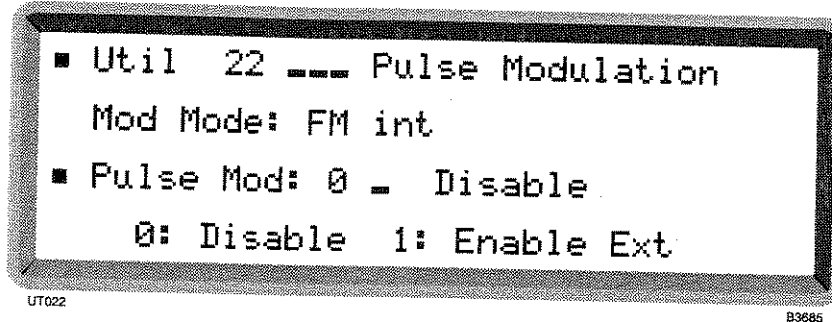 ▪ Util 22 ___ Pulse Modulation
Mod Mode: FM int
▪ Pulse Mod: 0 _ Disable
0: Disable 1: Enable Ext
UT022
B3685